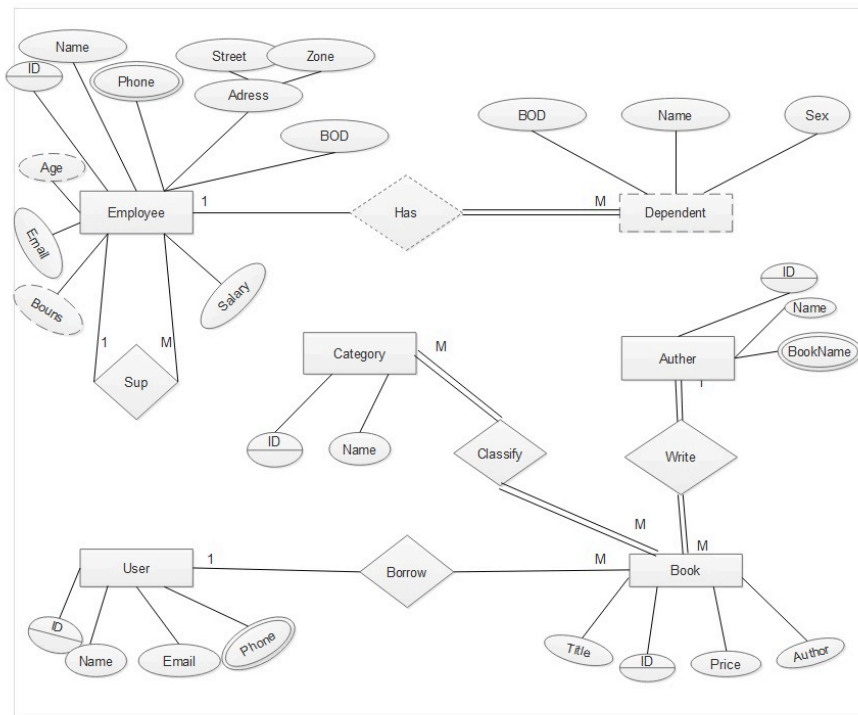 Name
ID
Phone
Street
Zone
Adress
BOD
BOD
Name
Sex
Age
Employee
1
Has
M
Dependent
Email
Bouns
Salary
1
M
Sup
Category
M
ID
Name
Auther
BookName
1
ID
Name
Classify
Write
M
M
User
1
Borrow
M
Book
ID
Name
Email
Phone
Title
ID
Price
Author